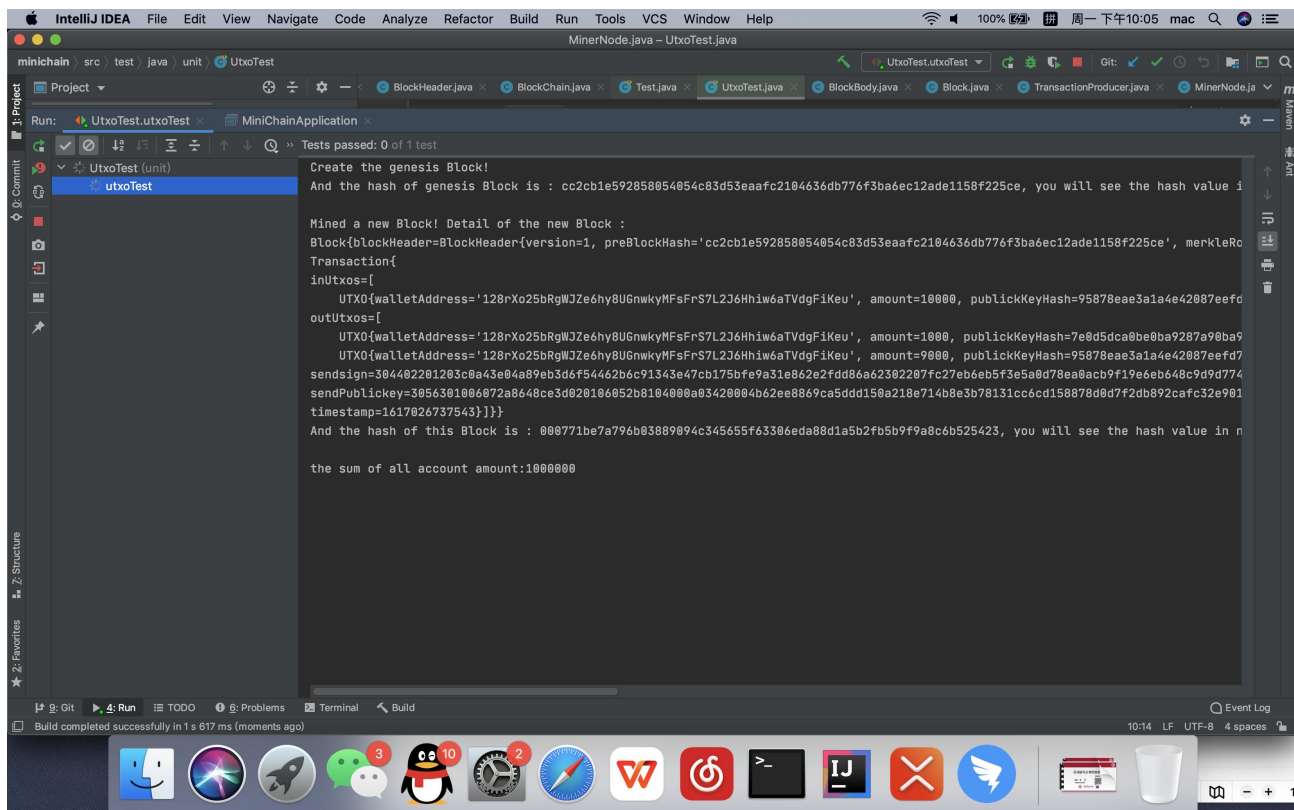 IntelliJ IDEA File Edit View Navigate Code Analyze Refactor Build Run Tools VCS Window Help 100% 拼 周一下午10:05 mac
MinerNode.java – UtxoTest.java
minichain src test java unit UtxoTest UtxoTest.utxoTest Git:
1: Project Project BlockHeader.java BlockChain.java Test.java UtxoTest.java BlockBody.java Block.java TransactionProducer.java MinerNode.ja Maven
Run: UtxoTest.utxoTest MiniChainApplication
Tests passed: 0 of 1 test
Ant
0: Commit
UtxoTest (unit)
utxoTest
Create the genesis Block!
And the hash of genesis Block is : cc2cb1e592858054054c83d53eaafc2104636db776f3ba6ec12ade1158f225ce, you will see the hash value i
Mined a new Block! Detail of the new Block :
Block{blockHeader=BlockHeader{version=1, preBlockHash='cc2cb1e592858054054c83d53eaafc2104636db776f3ba6ec12ade1158f225ce', merkleRo
Transaction{
inUtxos=[
UTXO{walletAddress='128rXo25bRgWJZe6hy8UGnwkyMFsFrS7L2J6Hhiw6aTVdgFiKeu', amount=10000, publickKeyHash=95878eae3a1a4e42087eefd
outUtxos=[
UTXO{walletAddress='128rXo25bRgWJZe6hy8UGnwkyMFsFrS7L2J6Hhiw6aTVdgFiKeu', amount=1000, publickKeyHash=7e0d5dca0be0ba9287a90ba9
UTXO{walletAddress='128rXo25bRgWJZe6hy8UGnwkyMFsFrS7L2J6Hhiw6aTVdgFiKeu', amount=9000, publickKeyHash=95878eae3a1a4e42087eefd7
sendsign=304402201203c0a43e04a89eb3d6f54462b6c91343e47cb175bfe9a31e862e2fdd86a62302207fc27eb6eb5f3e5a0d78ea0acb9f19e6eb648c9d9d774
sendPublickey=3056301006072a8648ce3d020106052b8104000a03420004b62ee8869ca5ddd150a218e714b8e3b78131cc6cd158878d0d7f2db892cafc32e901
timestamp=1617026737543}]}}
And the hash of this Block is : 000771be7a796b03889094c345655f63306eda88d1a5b2fb5b9f9a8c6b525423, you will see the hash value in n
the sum of all account amount:1000000
7: Structure
2: Favorites
9: Git 4: Run TODO 6: Problems Terminal Build Event Log
Build completed successfully in 1 s 617 ms (moments ago) 10:14 LF UTF-8 4 spaces
3 10 2
IJ